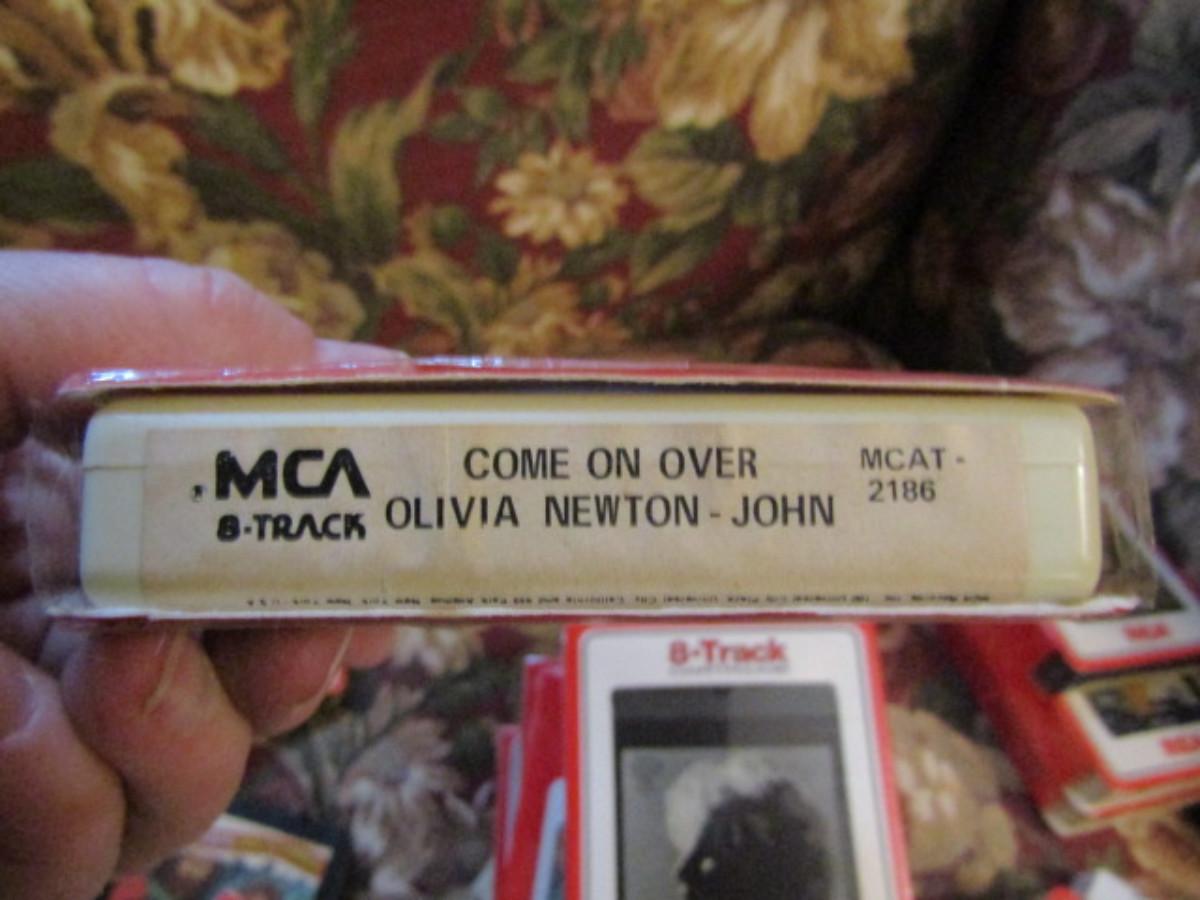 MCA
8-TRACK
COME ON OVER
OLIVIA NEWTON-JOHN
MCAT-
2186
8-Track